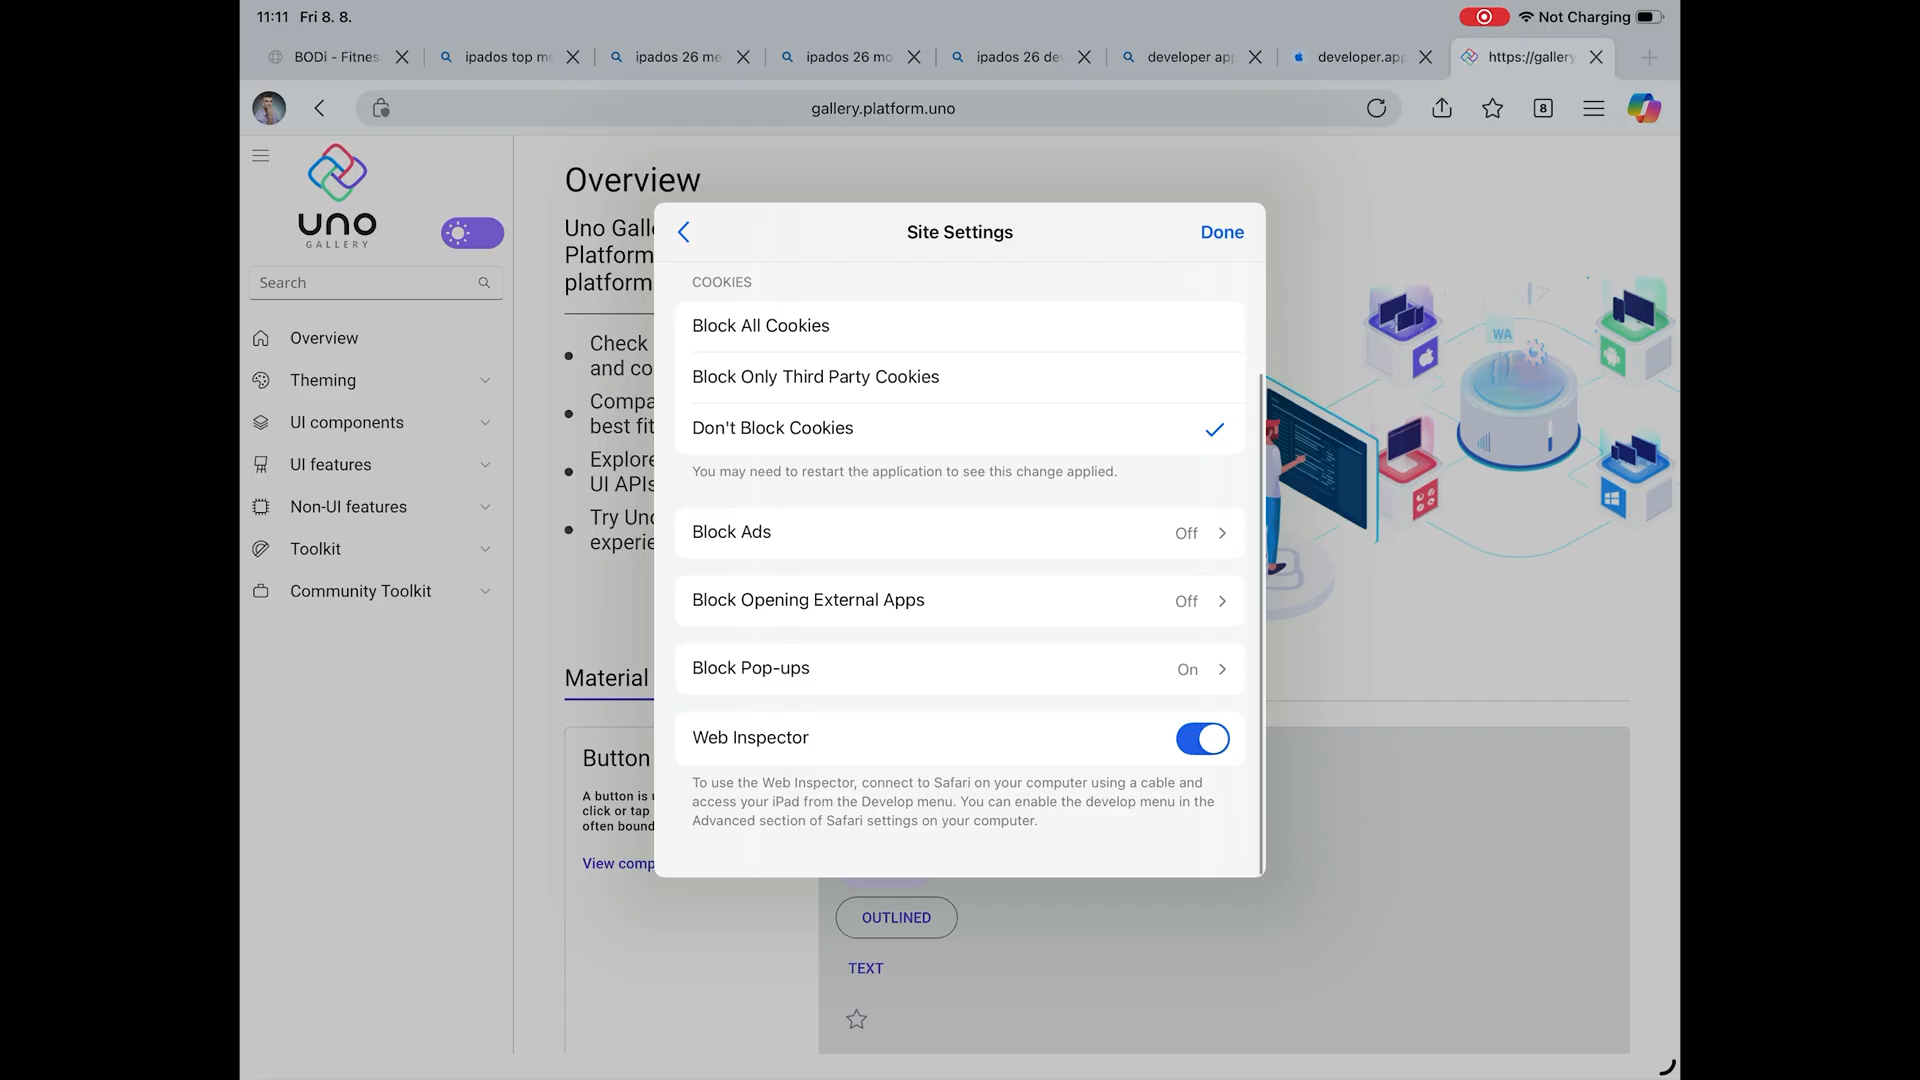 11:11 Fri 8. 8.
Not Charging
BODi - Fitnes
ipados top me
ipados 26 me
ipados 26 mo
ipados 26 de
developer app
developer.app
https://gallery
gallery.platform.uno
8
uno
GALLERY
Search
Overview
Theming
UI components
UI features
Non-UI features
Toolkit
Community Toolkit
Overview
Uno Gall
Platform
platform
Check
and co
Compa
best fit
Explore
UI APIs
Try Uno
experie
WA
Material
Button
A button is u
click or tap
often bound
View comp
OUTLINED
TEXT
Site Settings
Done
COOKIES
Block All Cookies
Block Only Third Party Cookies
Don't Block Cookies
You may need to restart the application to see this change applied.
Block Ads Off
Block Opening External Apps Off
Block Pop-ups On
Web Inspector
To use the Web Inspector, connect to Safari on your computer using a cable and
access your iPad from the Develop menu. You can enable the develop menu in the
Advanced section of Safari settings on your computer.